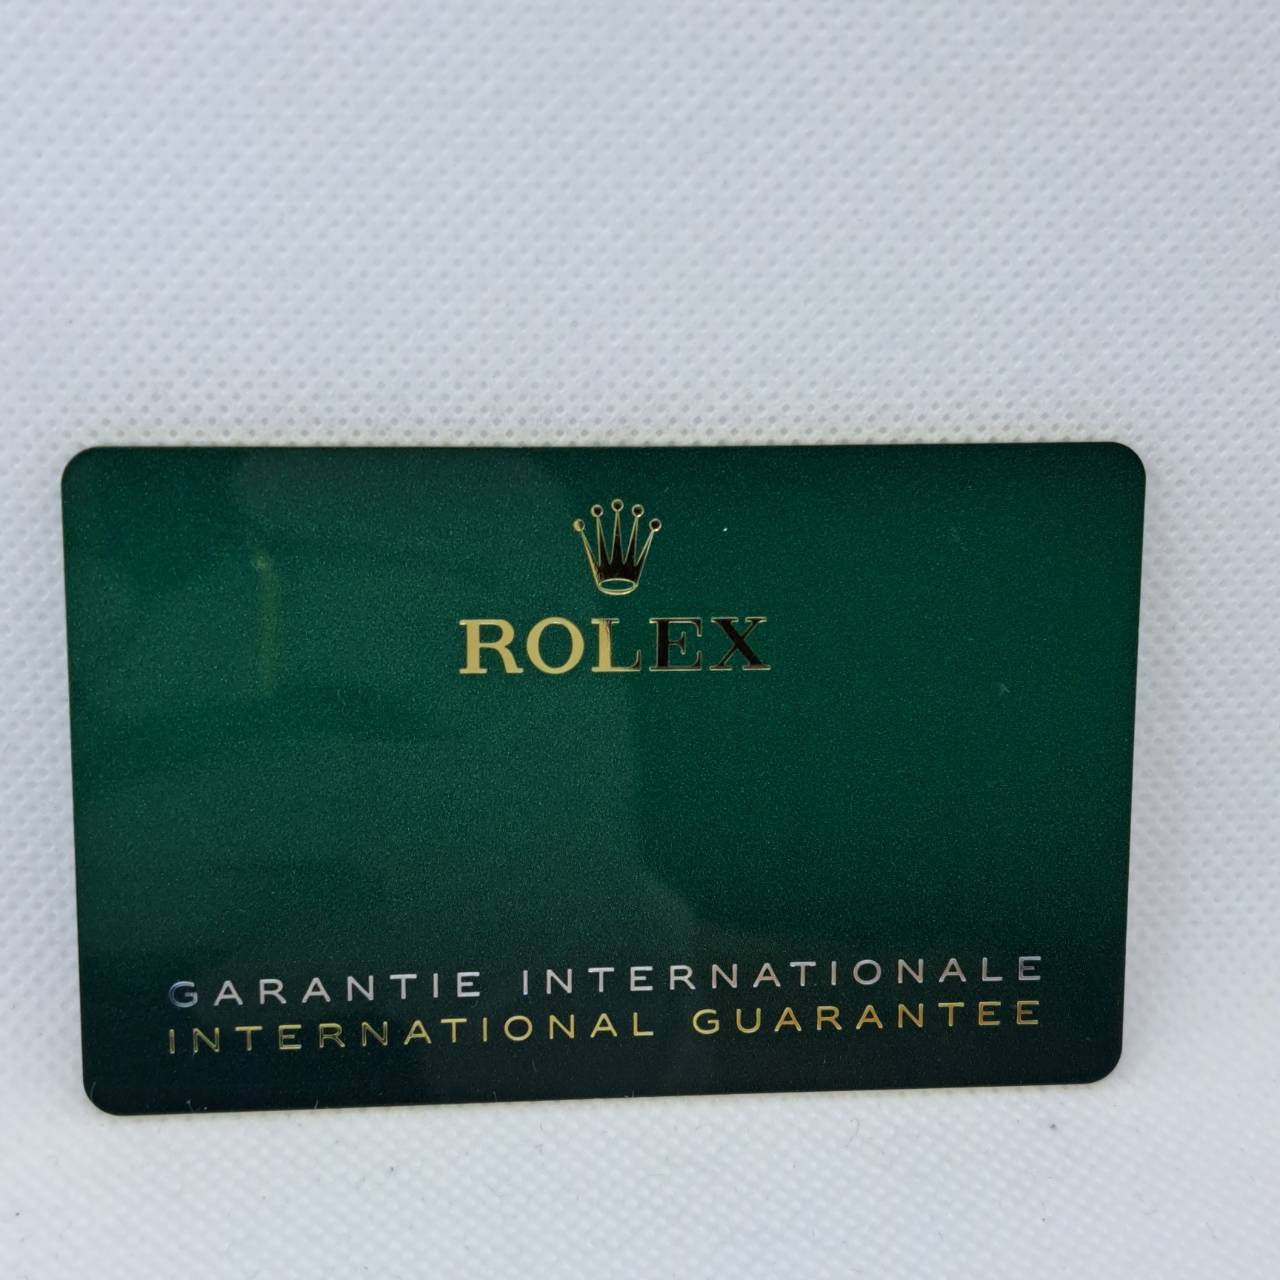 ROLEX
GARANTIE INTERNATIONALE
INTERNATIONAL GUARANTEE